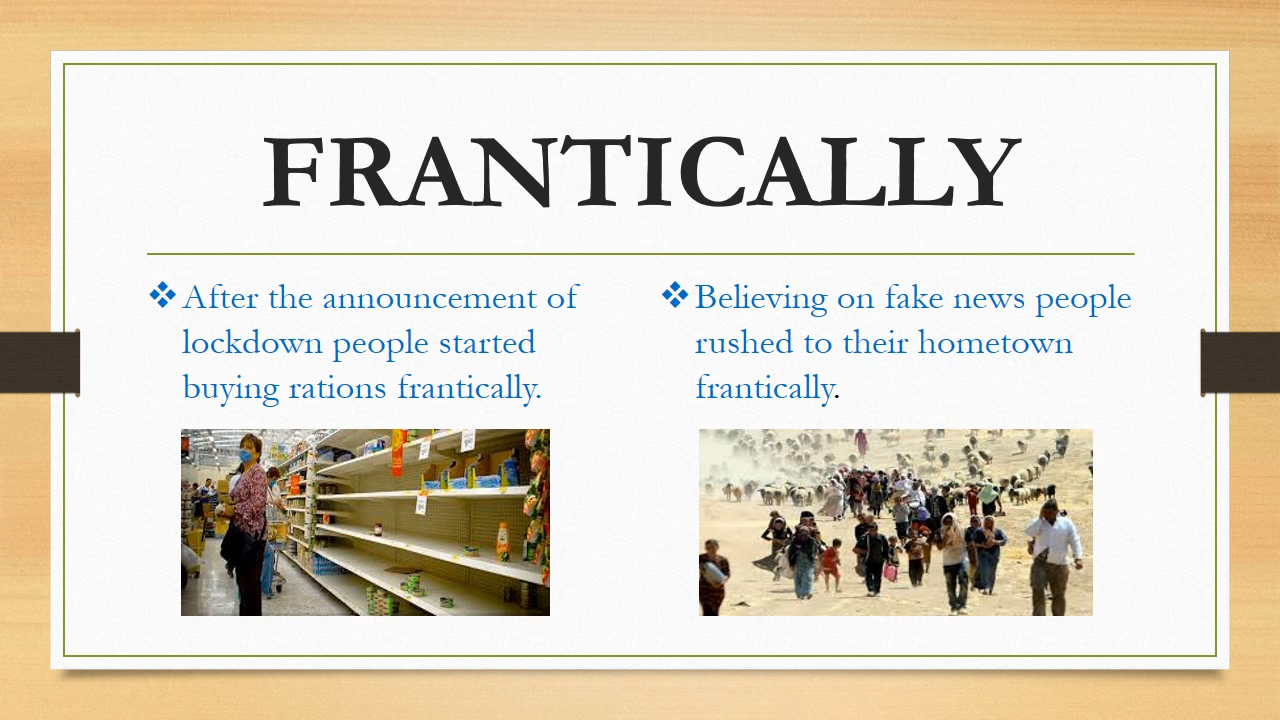 FRANTICALLY
After the announcement of
lockdown people started
buying rations frantically.
Believing on fake news people
rushed to their hometown
frantically.